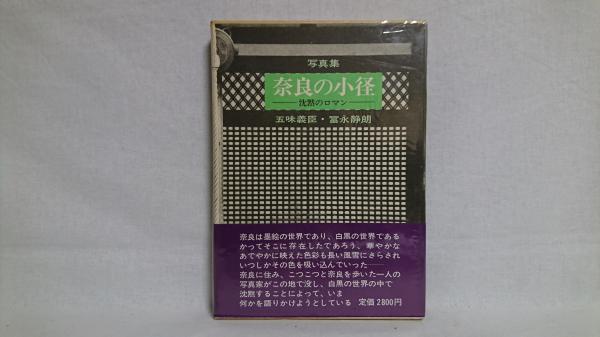 写真集
奈良の小径
沈黙のロマン
五味義臣・冨永静朗
奈良は墨絵の世界であり、白黒の世界である
かってそこに存在したであろう、華やかな
あてやかに映えた色彩も長い風雪にさらされ
いつしかその色を吸い込んでいった──
奈良に住み、こつこつと奈良を歩いた一人の
写真家がこの地で没し、白黒の世界の中で
沈黙することによって、いま
何かを語りかけようとしている 定価2800円